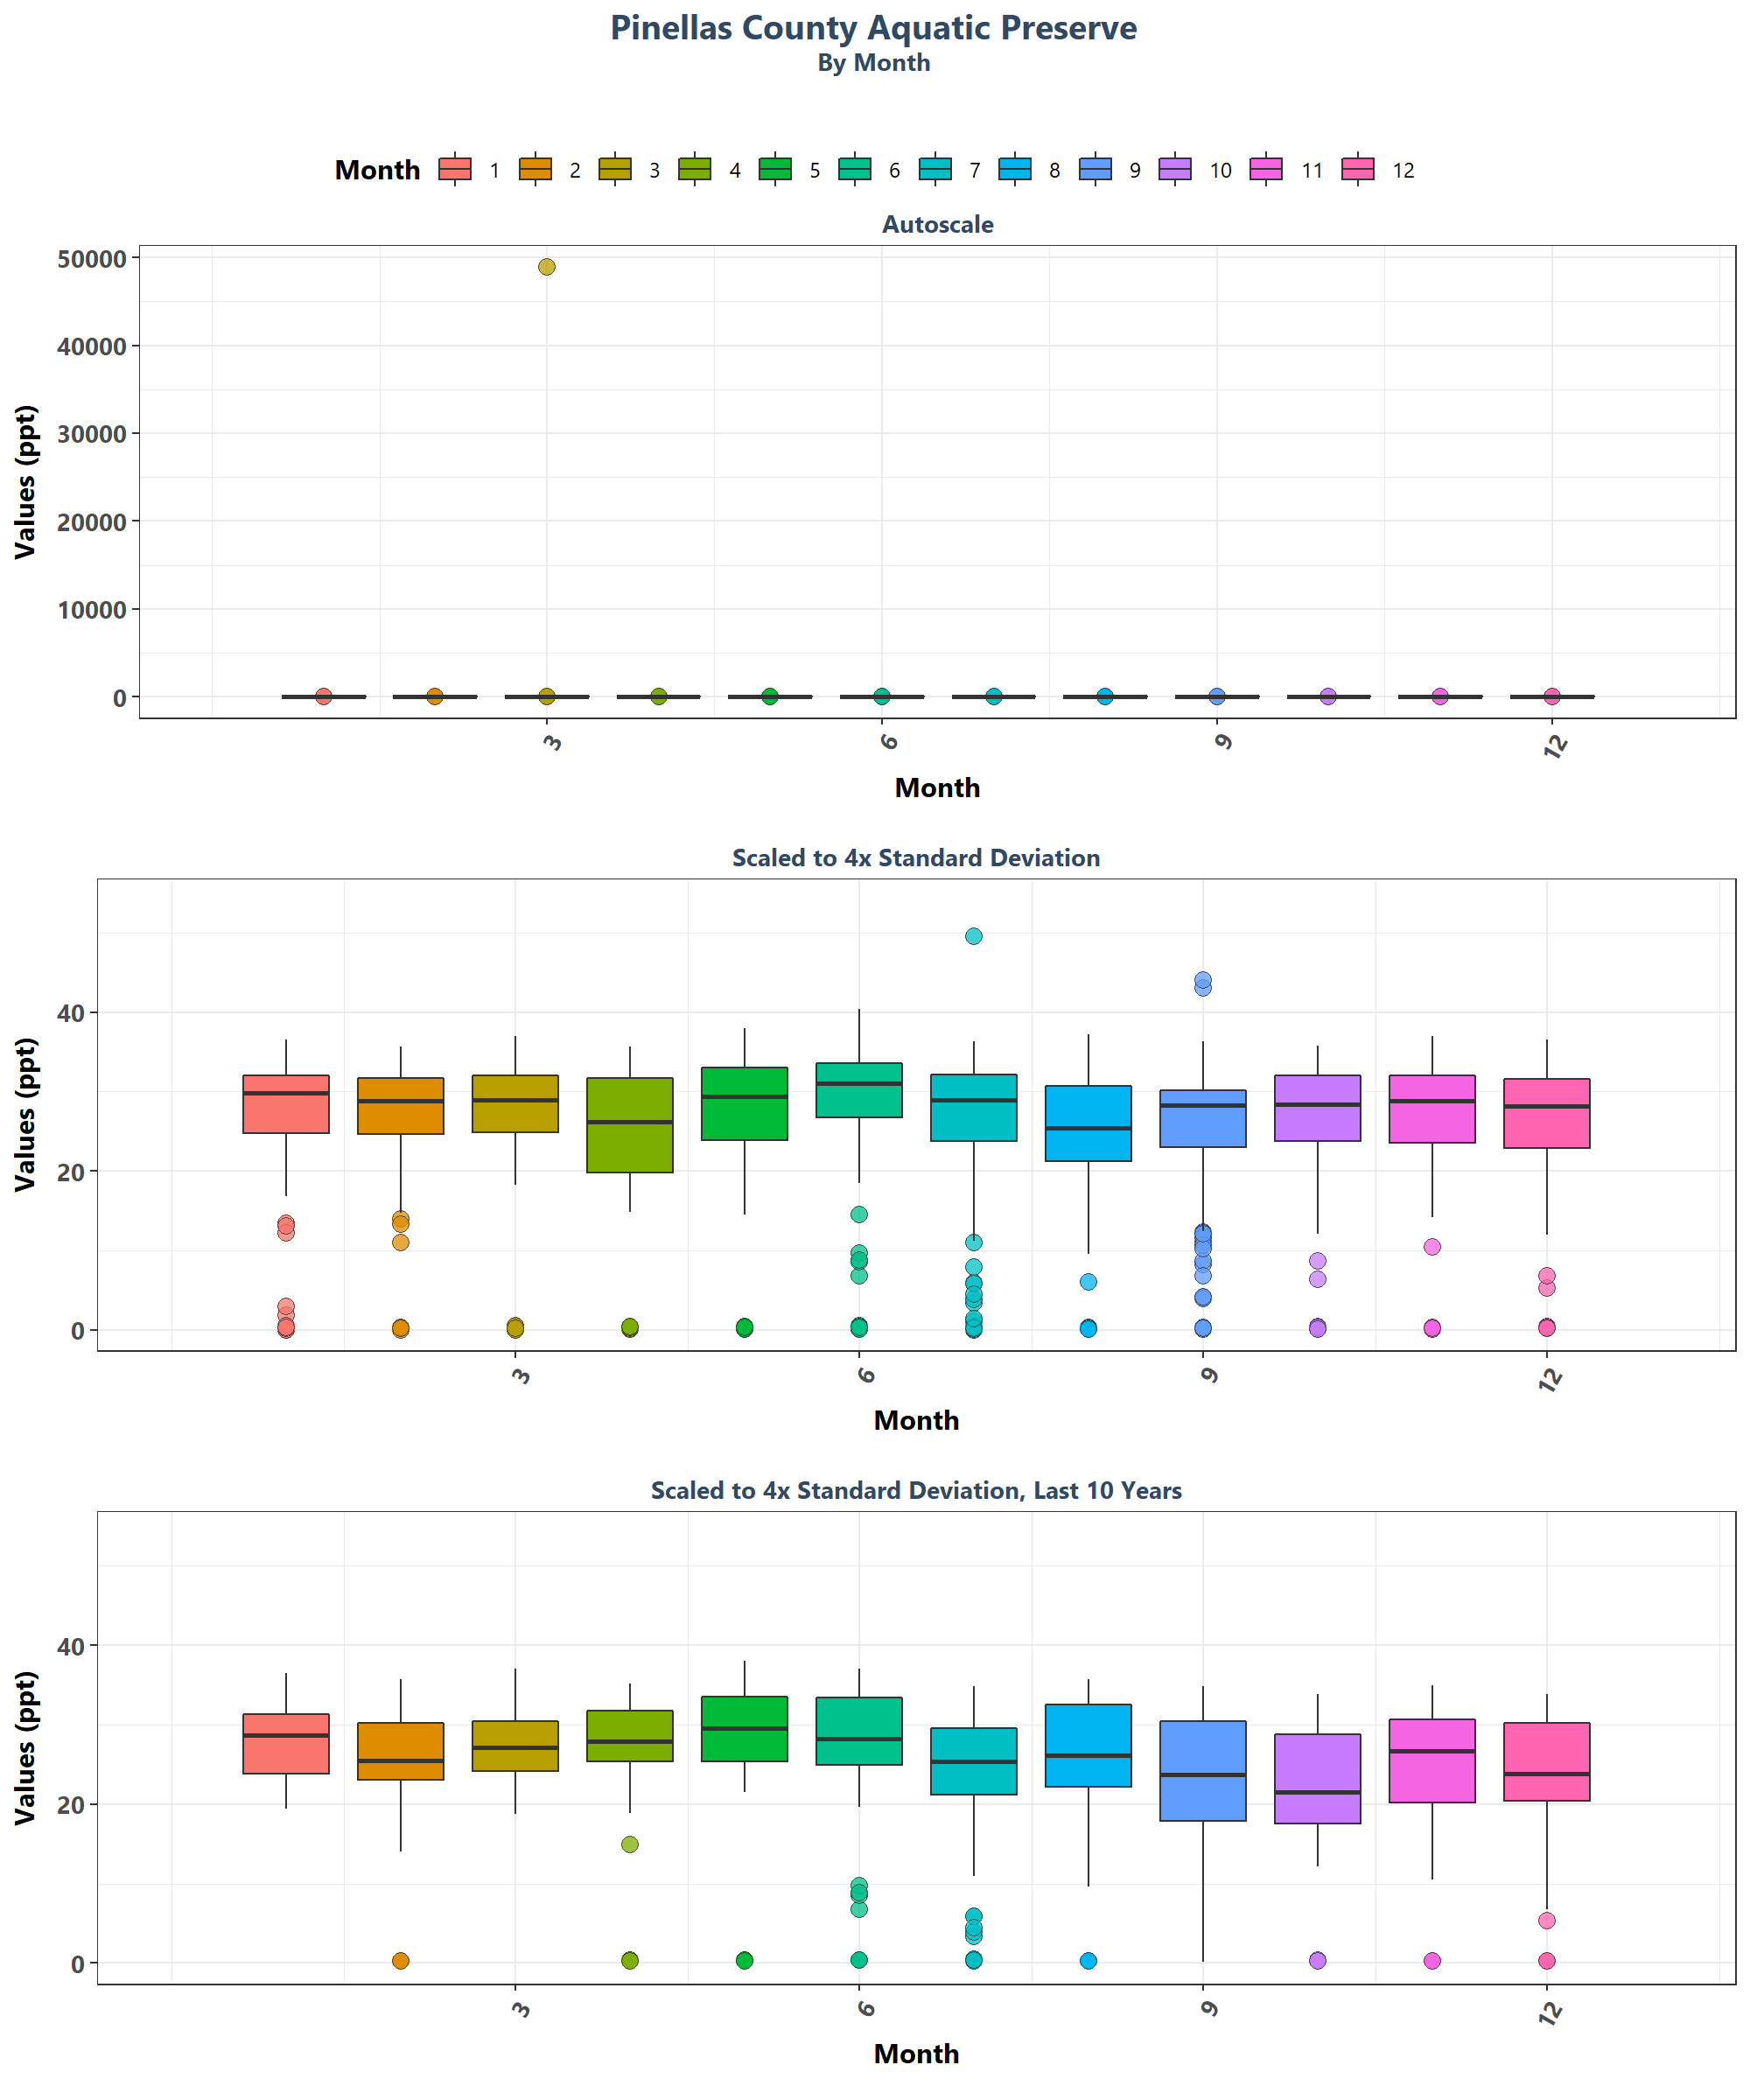 Pinellas County Aquatic Preserve
By Month
Month 1 2 3 4 5 6 7 8 9 10 11 12
Autoscale
50000
40000
30000
20000
10000
0
Values (ppt)
3 6 9 12
Month
Scaled to 4x Standard Deviation
40
20
0
Values (ppt)
3 6 9 12
Month
Scaled to 4x Standard Deviation, Last 10 Years
40
20
0
Values (ppt)
3 6 9 12
Month